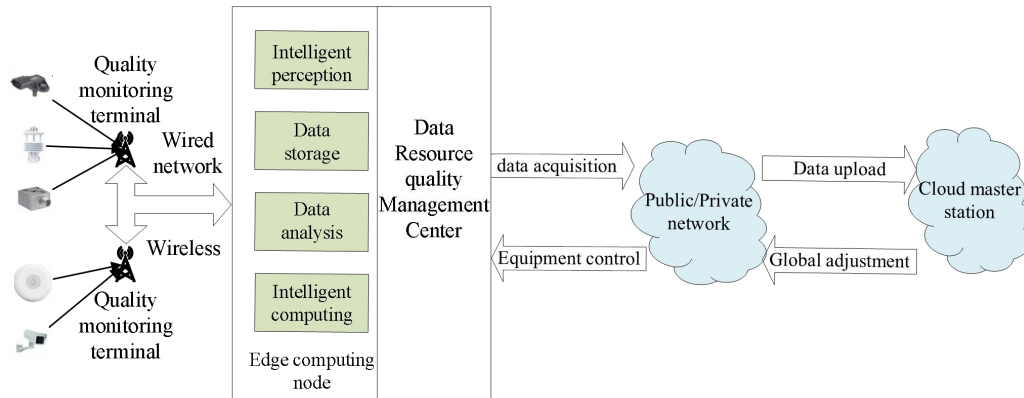 Quality
monitoring
terminal
Wired
network
Wireless
Quality
monitoring
terminal
Intelligent
perception
Data
storage
Data
analysis
Intelligent
computing
Edge computing
node
Data
Resource
quality
Management
Center
data acquisition
Equipment control
Public/Private
network
Data upload
Global adjustment
Cloud master
station